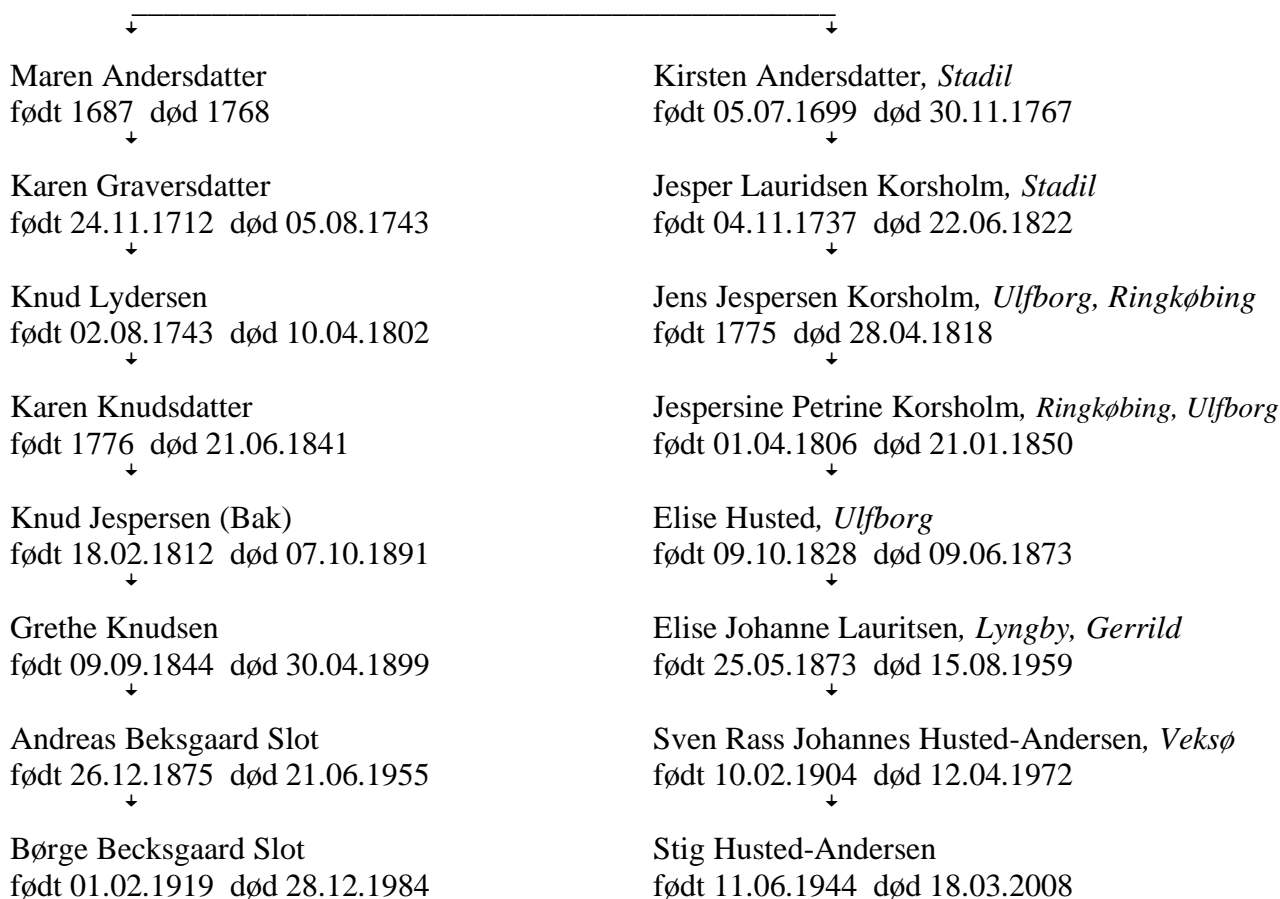 Maren Andersdatter
født 1687  død 1768
Karen Graversdatter
født 24.11.1712  død 05.08.1743
Knud Lydersen
født 02.08.1743  død 10.04.1802
Karen Knudsdatter
født 1776  død 21.06.1841
Knud Jespersen (Bak)
født 18.02.1812  død 07.10.1891
Grethe Knudsen
født 09.09.1844  død 30.04.1899
Andreas Beksgaard Slot
født 26.12.1875  død 21.06.1955
Børge Becksgaard Slot
født 01.02.1919  død 28.12.1984
Kirsten Andersdatter, Stadil
født 05.07.1699  død 30.11.1767
Jesper Lauridsen Korsholm, Stadil
født 04.11.1737  død 22.06.1822
Jens Jespersen Korsholm, Ulfborg, Ringkøbing
født 1775  død 28.04.1818
Jespersine Petrine Korsholm, Ringkøbing, Ulfborg
født 01.04.1806  død 21.01.1850
Elise Husted, Ulfborg
født 09.10.1828  død 09.06.1873
Elise Johanne Lauritsen, Lyngby, Gerrild
født 25.05.1873  død 15.08.1959
Sven Rass Johannes Husted-Andersen, Veksø
født 10.02.1904  død 12.04.1972
Stig Husted-Andersen
født 11.06.1944  død 18.03.2008